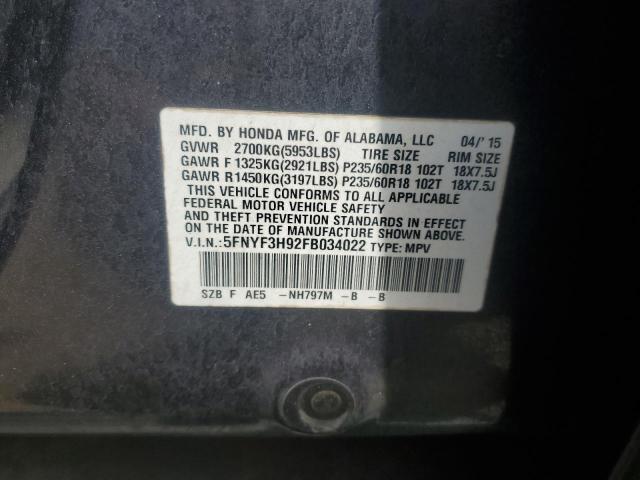 MFD. BY HONDA MFG. OF ALABAMA, LLC 04/'15
GVWR 2700KG(5953LBS) TIRE SIZE RIM SIZE
GAWR F 1325KG(2921LBS) P235/60R18 102T 18X7.5J
GAWR R1450KG(3197LBS) P235/60R18 102T 18X7.5J
THIS VEHICLE CONFORMS TO ALL APPLICABLE
FEDERAL MOTOR VEHICLE SAFETY
AND THEFT PREVENTION STANDARDS IN EFFECT
ON THE DATE OF MANUFACTURE SHOWN ABOVE.
V.I.N.:5FNYF3H92FB034022 TYPE: MPV
SZB F AE5 -NH797M -B -B